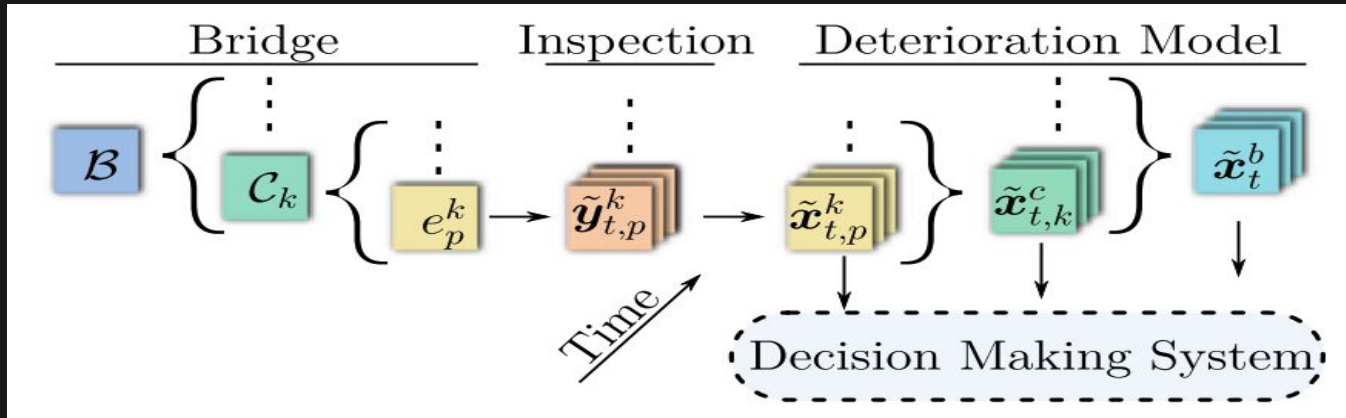 Bridge Inspection Deterioration Model
ℬ 𝒞ₖ eₚᵏ ỹₜ,ₚᵏ x̃ₜ,ₚᵏ x̃ₜ,ₖᶜ x̃ₜᵇ
Time
Decision Making System